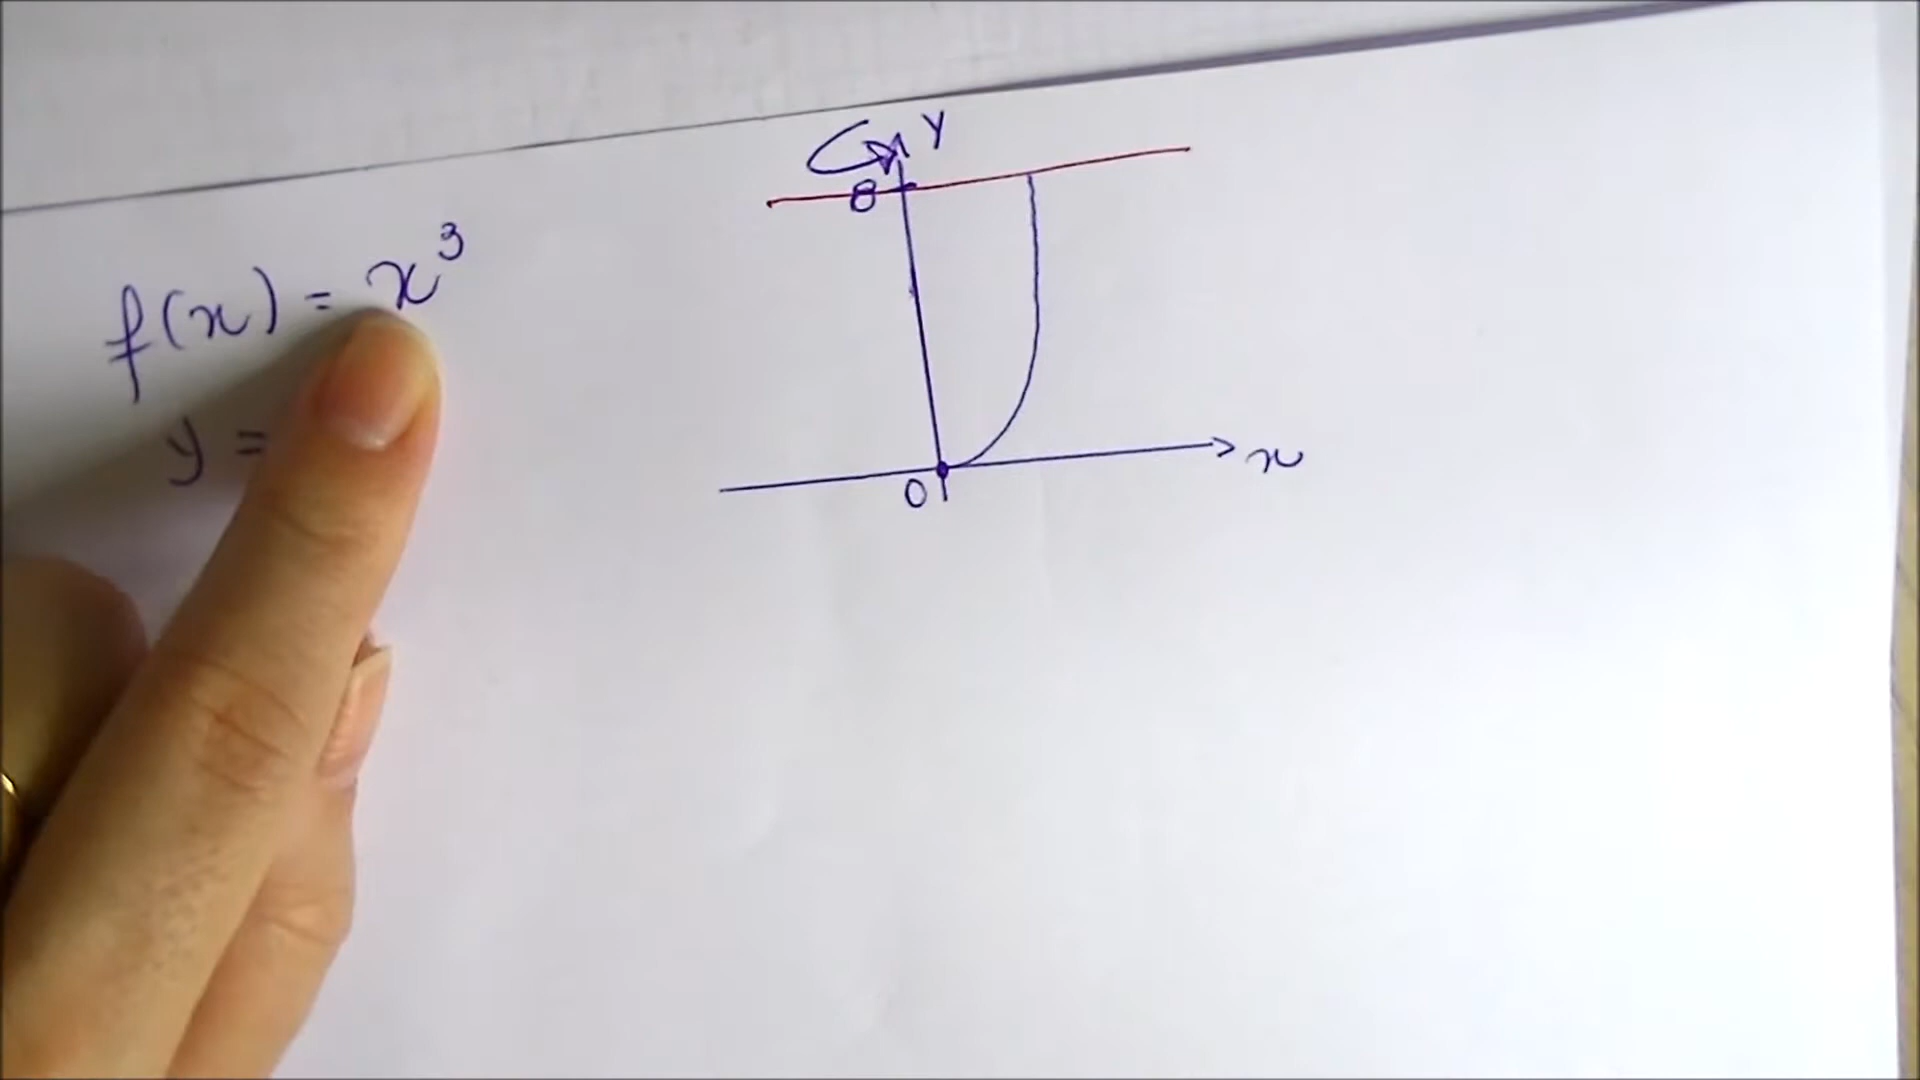 f(x) = x³
y =
y
8
x
0